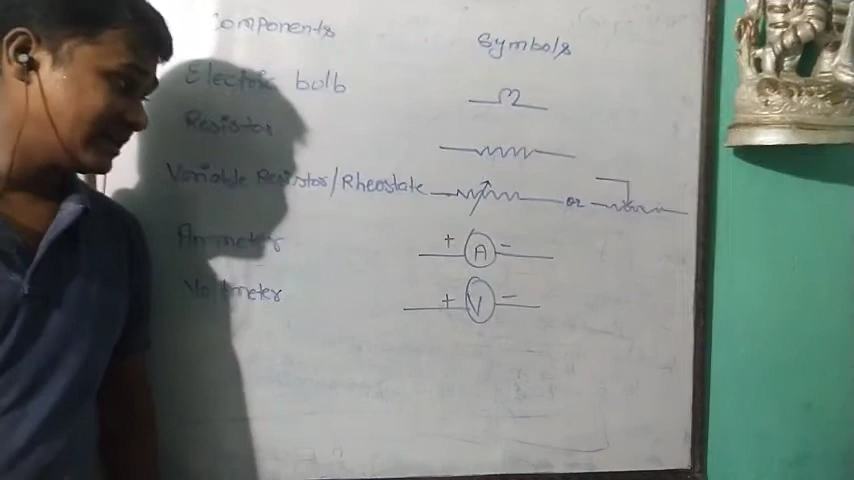 Components Symbols
Electric bulb
Resistor
Variable Resistor/Rheostate or
Ammeter + A -
Voltmeter + V -